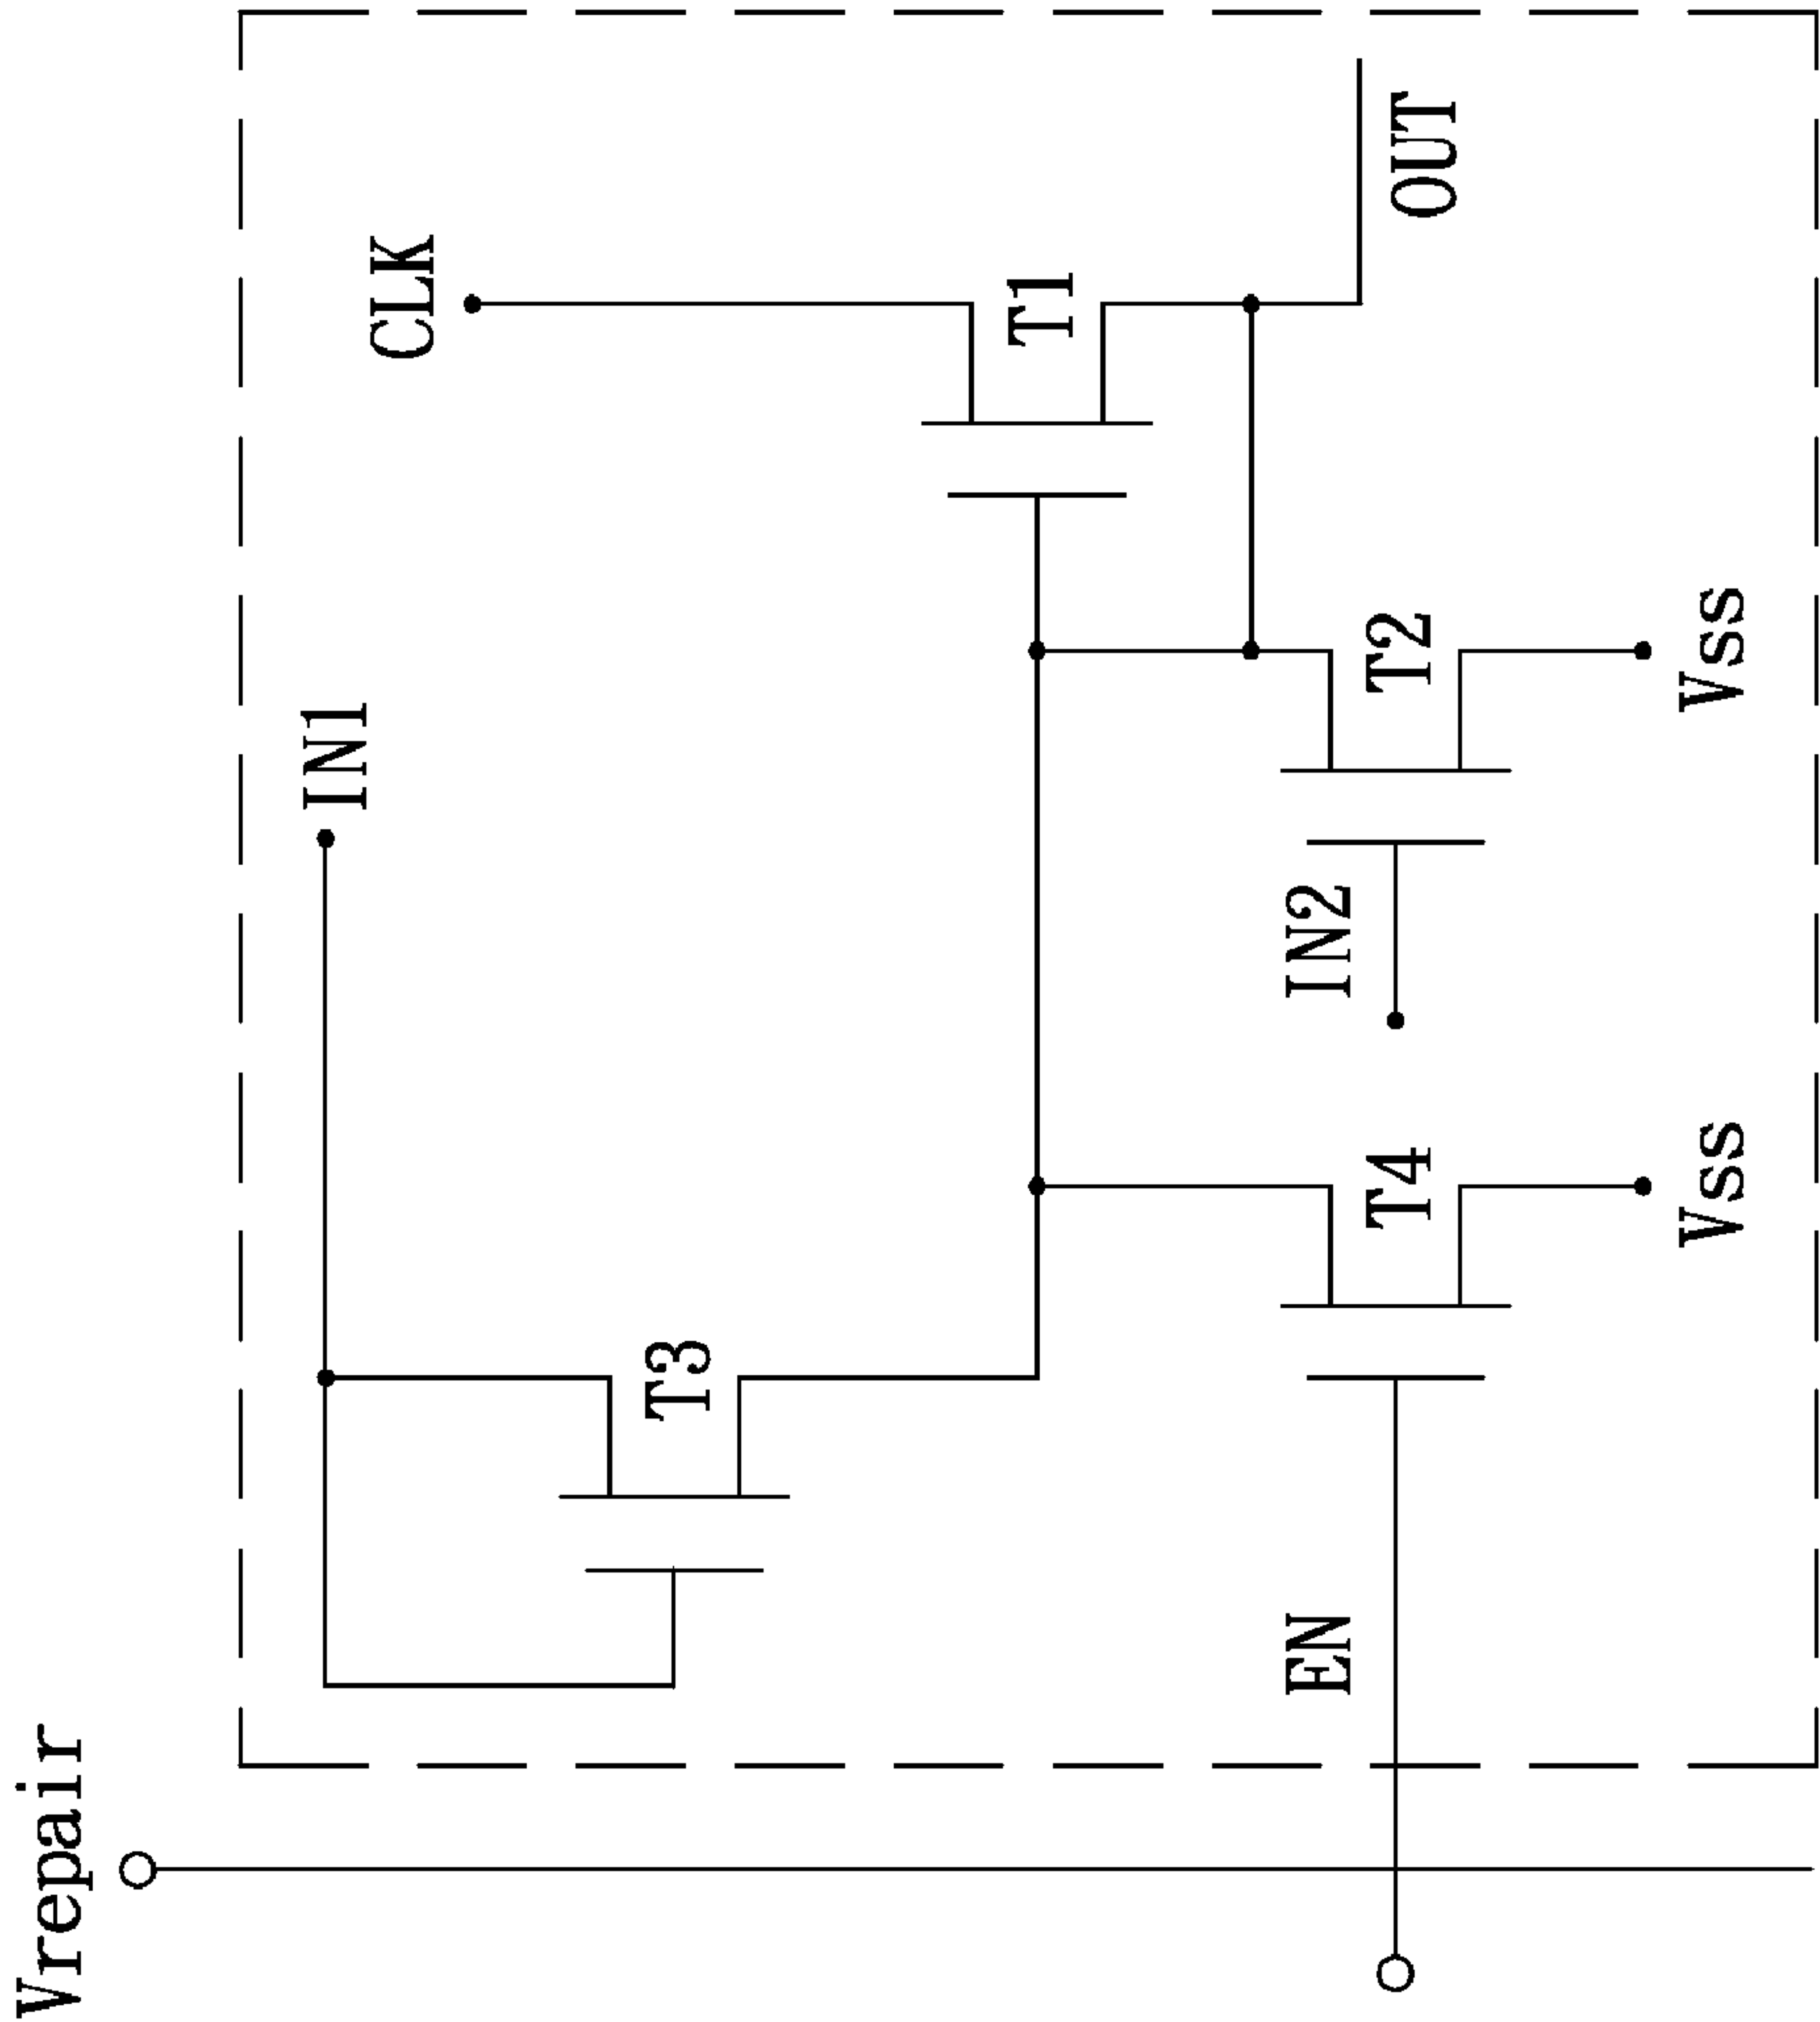 Vrepair
IN1
CLK
T3
T1
EN
IN2
T4
T2
OUT
Vss
Vss